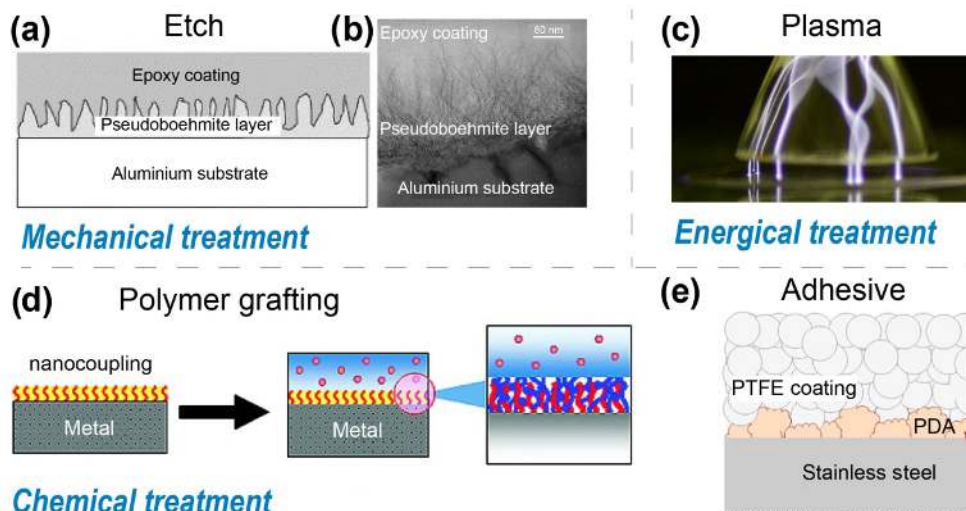 (a) Etch
Epoxy coating
Pseudoboehmite layer
Aluminium substrate
(b)
Epoxy coating
60 nm
Pseudoboehmite layer
Aluminium substrate
Mechanical treatment
(c) Plasma
Energical treatment
(d) Polymer grafting
nanocoupling
Metal
Metal
Chemical treatment
(e) Adhesive
PTFE coating
PDA
Stainless steel